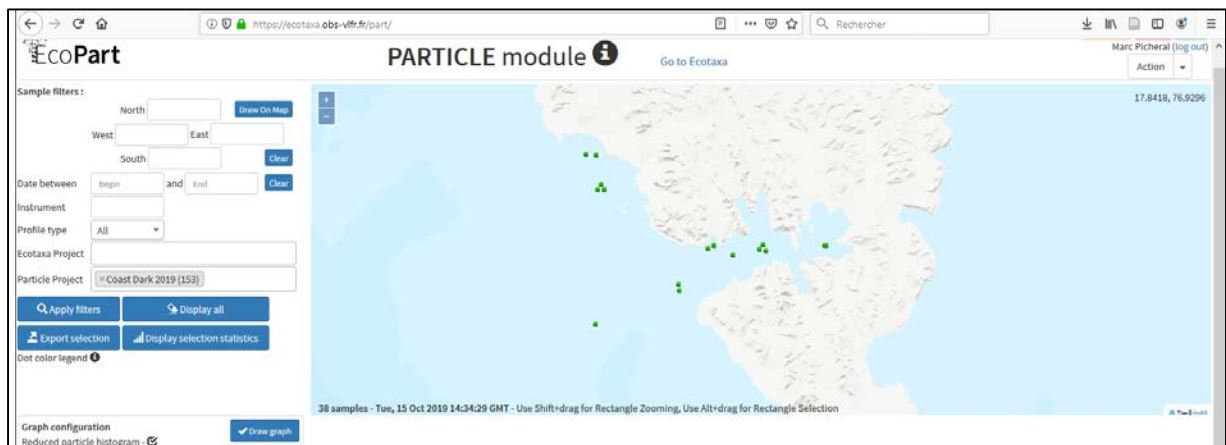 https://ecotaxa.obs-vlfr.fr/part/
Rechercher
EcoPart
PARTICLE module
Go to Ecotaxa
Marc Picheral (log out)
Action
Sample filters :
North
Draw On Map
West
East
South
Clear
Date between
Begin
and
End
Clear
Instrument
Profile type
All
Ecotaxa Project
Particle Project
×Coast Dark 2019 (153)
Apply filters
Display all
Export selection
Display selection statistics
Dot color legend
+
−
17.8418, 76.9296
38 samples - Tue, 15 Oct 2019 14:34:29 GMT - Use Shift+drag for Rectangle Zooming, Use Alt+drag for Rectangle Selection
Graph configuration
Draw graph
Reduced particle histogram -